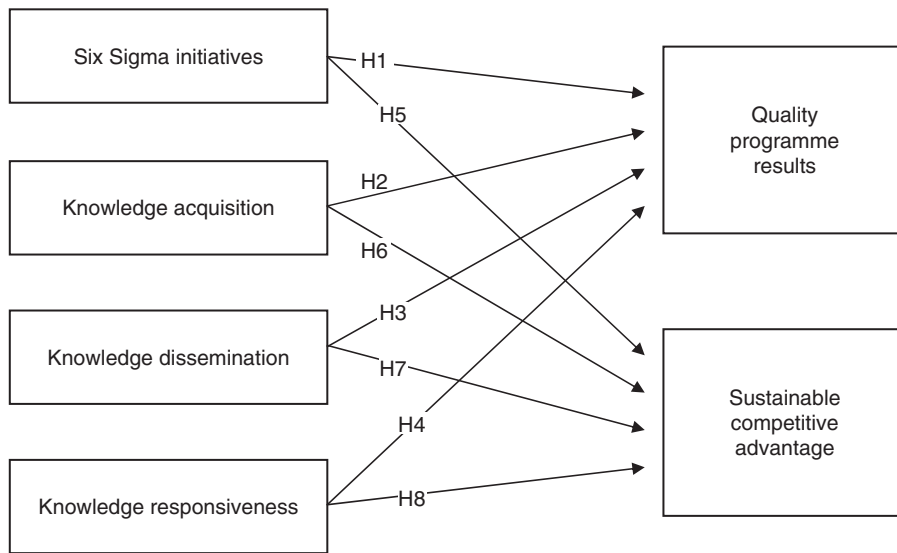 Six Sigma initiatives
Knowledge acquisition
Knowledge dissemination
Knowledge responsiveness
H1
H5
H2
H6
H3
H7
H4
H8
Quality
programme
results
Sustainable
competitive
advantage